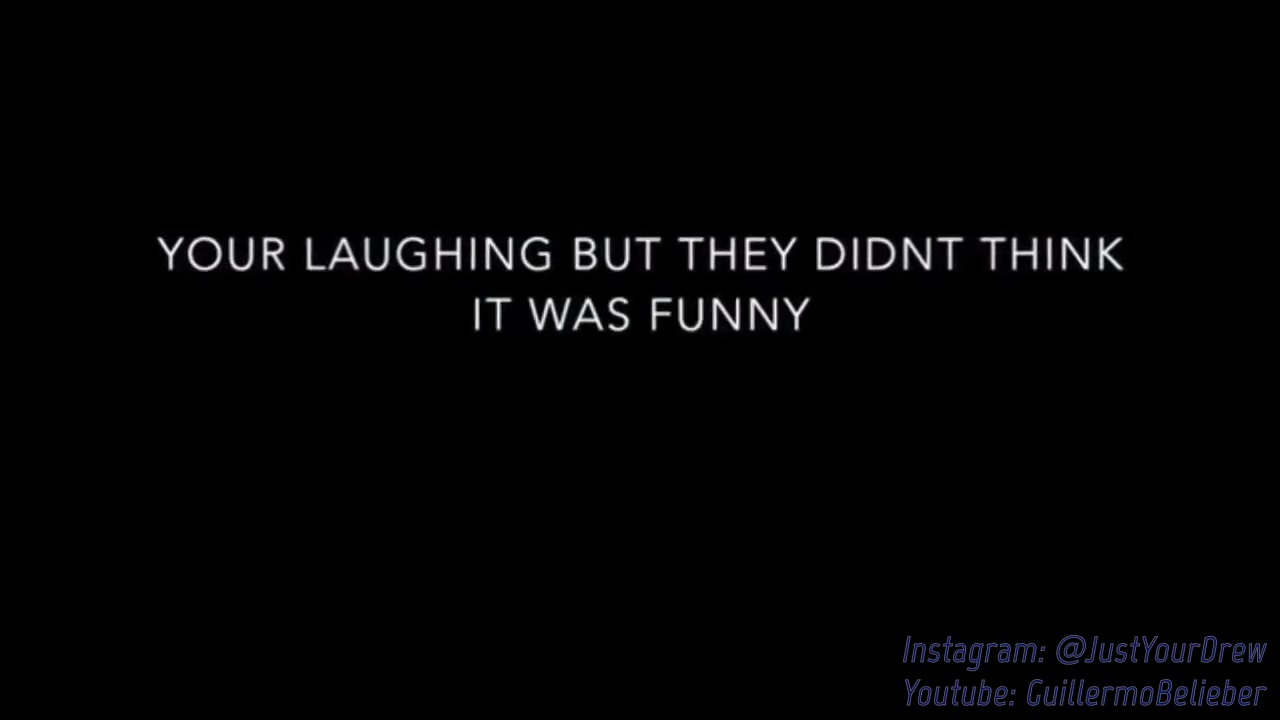 YOUR LAUGHING BUT THEY DIDNT THINK
IT WAS FUNNY
Instagram: @JustYourDrew
Youtube: GuillermoBelieber